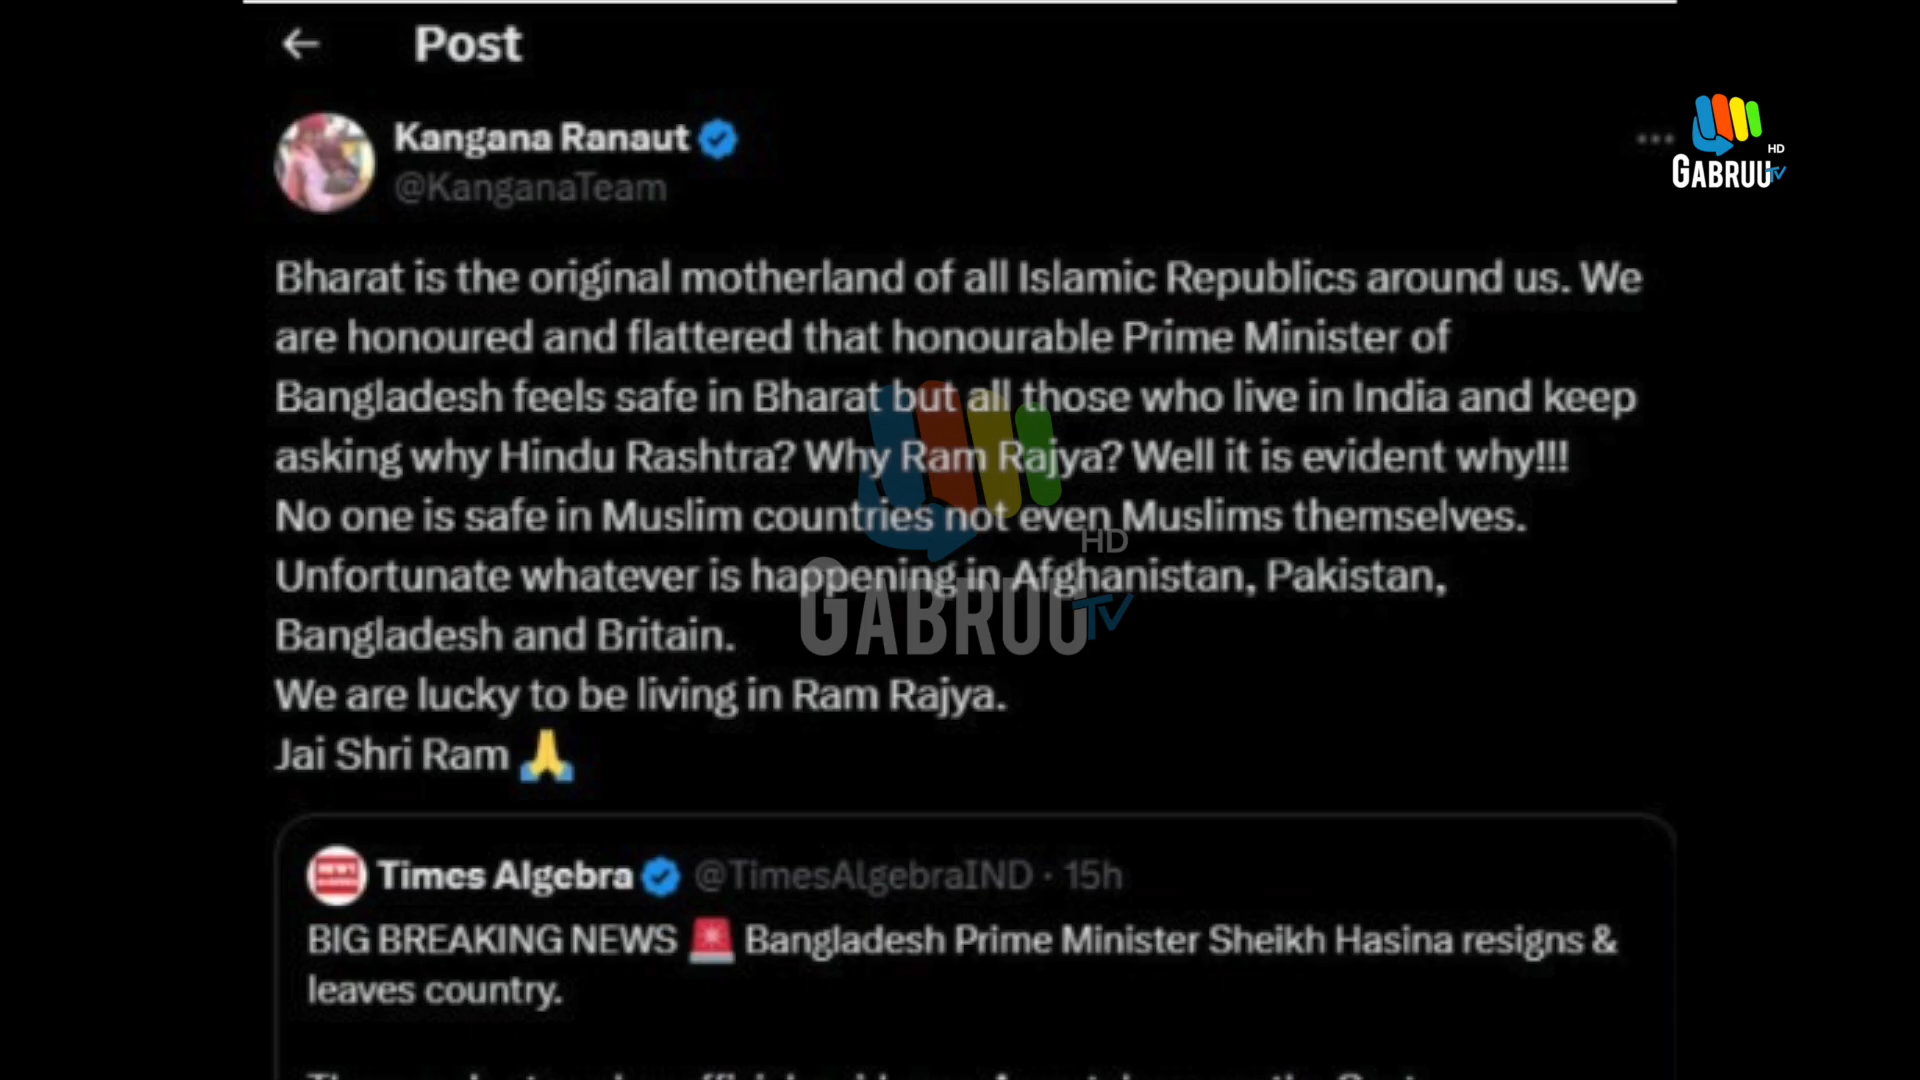 Post
Kangana Ranaut
@KanganaTeam
HD
GABRUU TV
Bharat is the original motherland of all Islamic Republics around us. We
are honoured and flattered that honourable Prime Minister of
Bangladesh feels safe in Bharat but all those who live in India and keep
asking why Hindu Rashtra? Why Ram Rajya? Well it is evident why!!!
No one is safe in Muslim countries not even Muslims themselves.
Unfortunate whatever is happening in Afghanistan, Pakistan,
Bangladesh and Britain.
We are lucky to be living in Ram Rajya.
Jai Shri Ram 🙏
HD
GABRUU TV
Times Algebra @TimesAlgebraIND · 15h
BIG BREAKING NEWS 🚨 Bangladesh Prime Minister Sheikh Hasina resigns &
leaves country.